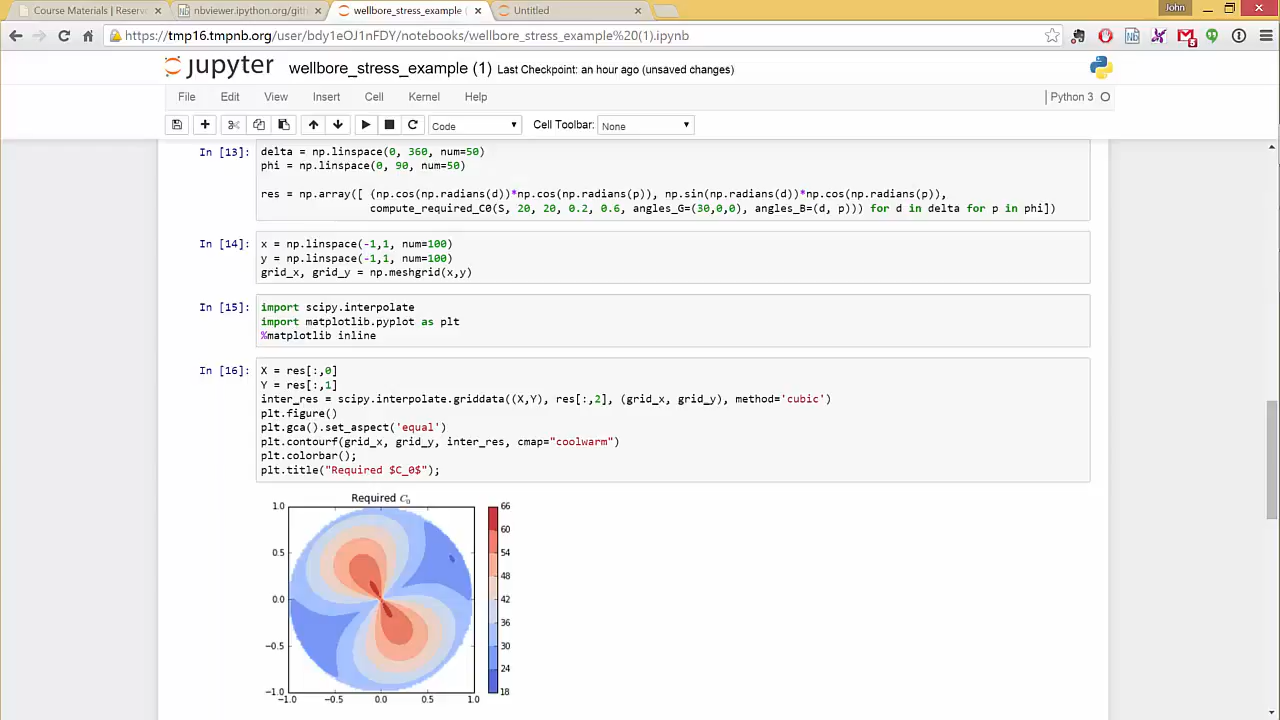 John
Course Materials | Reserv
nbviewer.ipython.org/gith
wellbore_stress_example (
Untitled
https://tmp16.tmpnb.org/user/bdy1eOJ1nFDY/notebooks/wellbore_stress_example%20(1).ipynb
jupyter wellbore_stress_example (1) Last Checkpoint: an hour ago (unsaved changes)
File Edit View Insert Cell Kernel Help Python 3
Code Cell Toolbar: None
In [13]: delta = np.linspace(0, 360, num=50)
phi = np.linspace(0, 90, num=50)
res = np.array([ (np.cos(np.radians(d))*np.cos(np.radians(p)), np.sin(np.radians(d))*np.cos(np.radians(p)),
compute_required_C0(S, 20, 20, 0.2, 0.6, angles_G=(30,0,0), angles_B=(d, p))) for d in delta for p in phi])
In [14]: x = np.linspace(-1,1, num=100)
y = np.linspace(-1,1, num=100)
grid_x, grid_y = np.meshgrid(x,y)
In [15]: import scipy.interpolate
import matplotlib.pyplot as plt
%matplotlib inline
In [16]: X = res[:,0]
Y = res[:,1]
inter_res = scipy.interpolate.griddata((X,Y), res[:,2], (grid_x, grid_y), method='cubic')
plt.figure()
plt.gca().set_aspect('equal')
plt.contourf(grid_x, grid_y, inter_res, cmap="coolwarm")
plt.colorbar();
plt.title("Required $C_0$");
Required C0
1.0
0.5
0.0
−0.5
−1.0
−1.0 −0.5 0.0 0.5 1.0
66
60
54
48
42
36
30
24
18